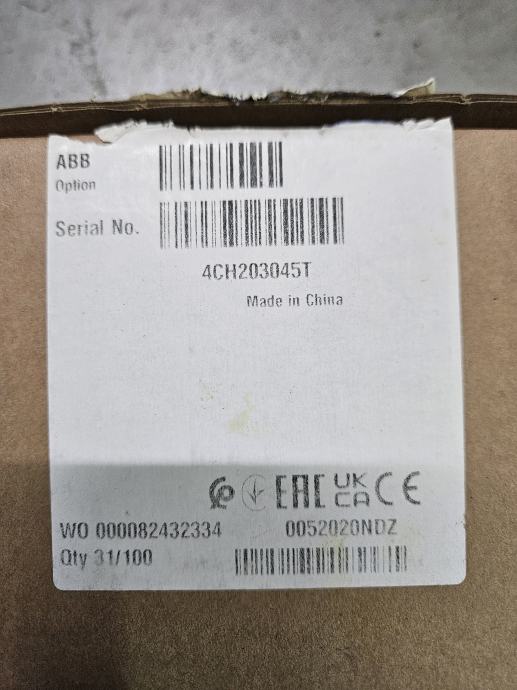 ABB
Option
Serial No.
4CH203045T
Made in China
EAC UK CA CE
WO 000082432334 0052020NDZ
Qty 31/100